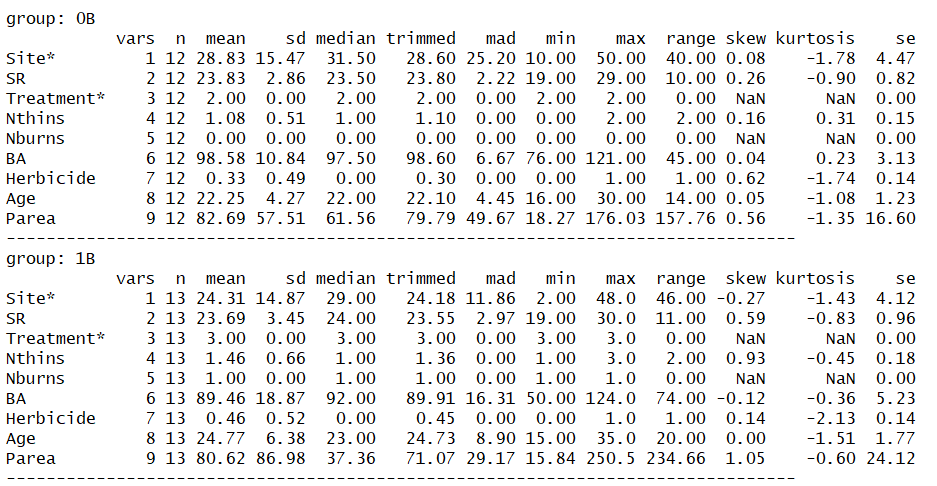 group: 0B
vars n mean sd median trimmed mad min max range skew kurtosis se
Site* 1 12 28.83 15.47 31.50 28.60 25.20 10.00 50.00 40.00 0.08 -1.78 4.47
SR 2 12 23.83 2.86 23.50 23.80 2.22 19.00 29.00 10.00 0.26 -0.90 0.82
Treatment* 3 12 2.00 0.00 2.00 2.00 0.00 2.00 2.00 0.00 NaN NaN 0.00
Nthins 4 12 1.08 0.51 1.00 1.10 0.00 0.00 2.00 2.00 0.16 0.31 0.15
Nburns 5 12 0.00 0.00 0.00 0.00 0.00 0.00 0.00 0.00 NaN NaN 0.00
BA 6 12 98.58 10.84 97.50 98.60 6.67 76.00 121.00 45.00 0.04 0.23 3.13
Herbicide 7 12 0.33 0.49 0.00 0.30 0.00 0.00 1.00 1.00 0.62 -1.74 0.14
Age 8 12 22.25 4.27 22.00 22.10 4.45 16.00 30.00 14.00 0.05 -1.08 1.23
Parea 9 12 82.69 57.51 61.56 79.79 49.67 18.27 176.03 157.76 0.56 -1.35 16.60
-------------------------------------------------------------------------------
group: 1B
vars n mean sd median trimmed mad min max range skew kurtosis se
Site* 1 13 24.31 14.87 29.00 24.18 11.86 2.00 48.0 46.00 -0.27 -1.43 4.12
SR 2 13 23.69 3.45 24.00 23.55 2.97 19.00 30.0 11.00 0.59 -0.83 0.96
Treatment* 3 13 3.00 0.00 3.00 3.00 0.00 3.00 3.0 0.00 NaN NaN 0.00
Nthins 4 13 1.46 0.66 1.00 1.36 0.00 1.00 3.0 2.00 0.93 -0.45 0.18
Nburns 5 13 1.00 0.00 1.00 1.00 0.00 1.00 1.0 0.00 NaN NaN 0.00
BA 6 13 89.46 18.87 92.00 89.91 16.31 50.00 124.0 74.00 -0.12 -0.36 5.23
Herbicide 7 13 0.46 0.52 0.00 0.45 0.00 0.00 1.0 1.00 0.14 -2.13 0.14
Age 8 13 24.77 6.38 23.00 24.73 8.90 15.00 35.0 20.00 0.00 -1.51 1.77
Parea 9 13 80.62 86.98 37.36 71.07 29.17 15.84 250.5 234.66 1.05 -0.60 24.12
-------------------------------------------------------------------------------